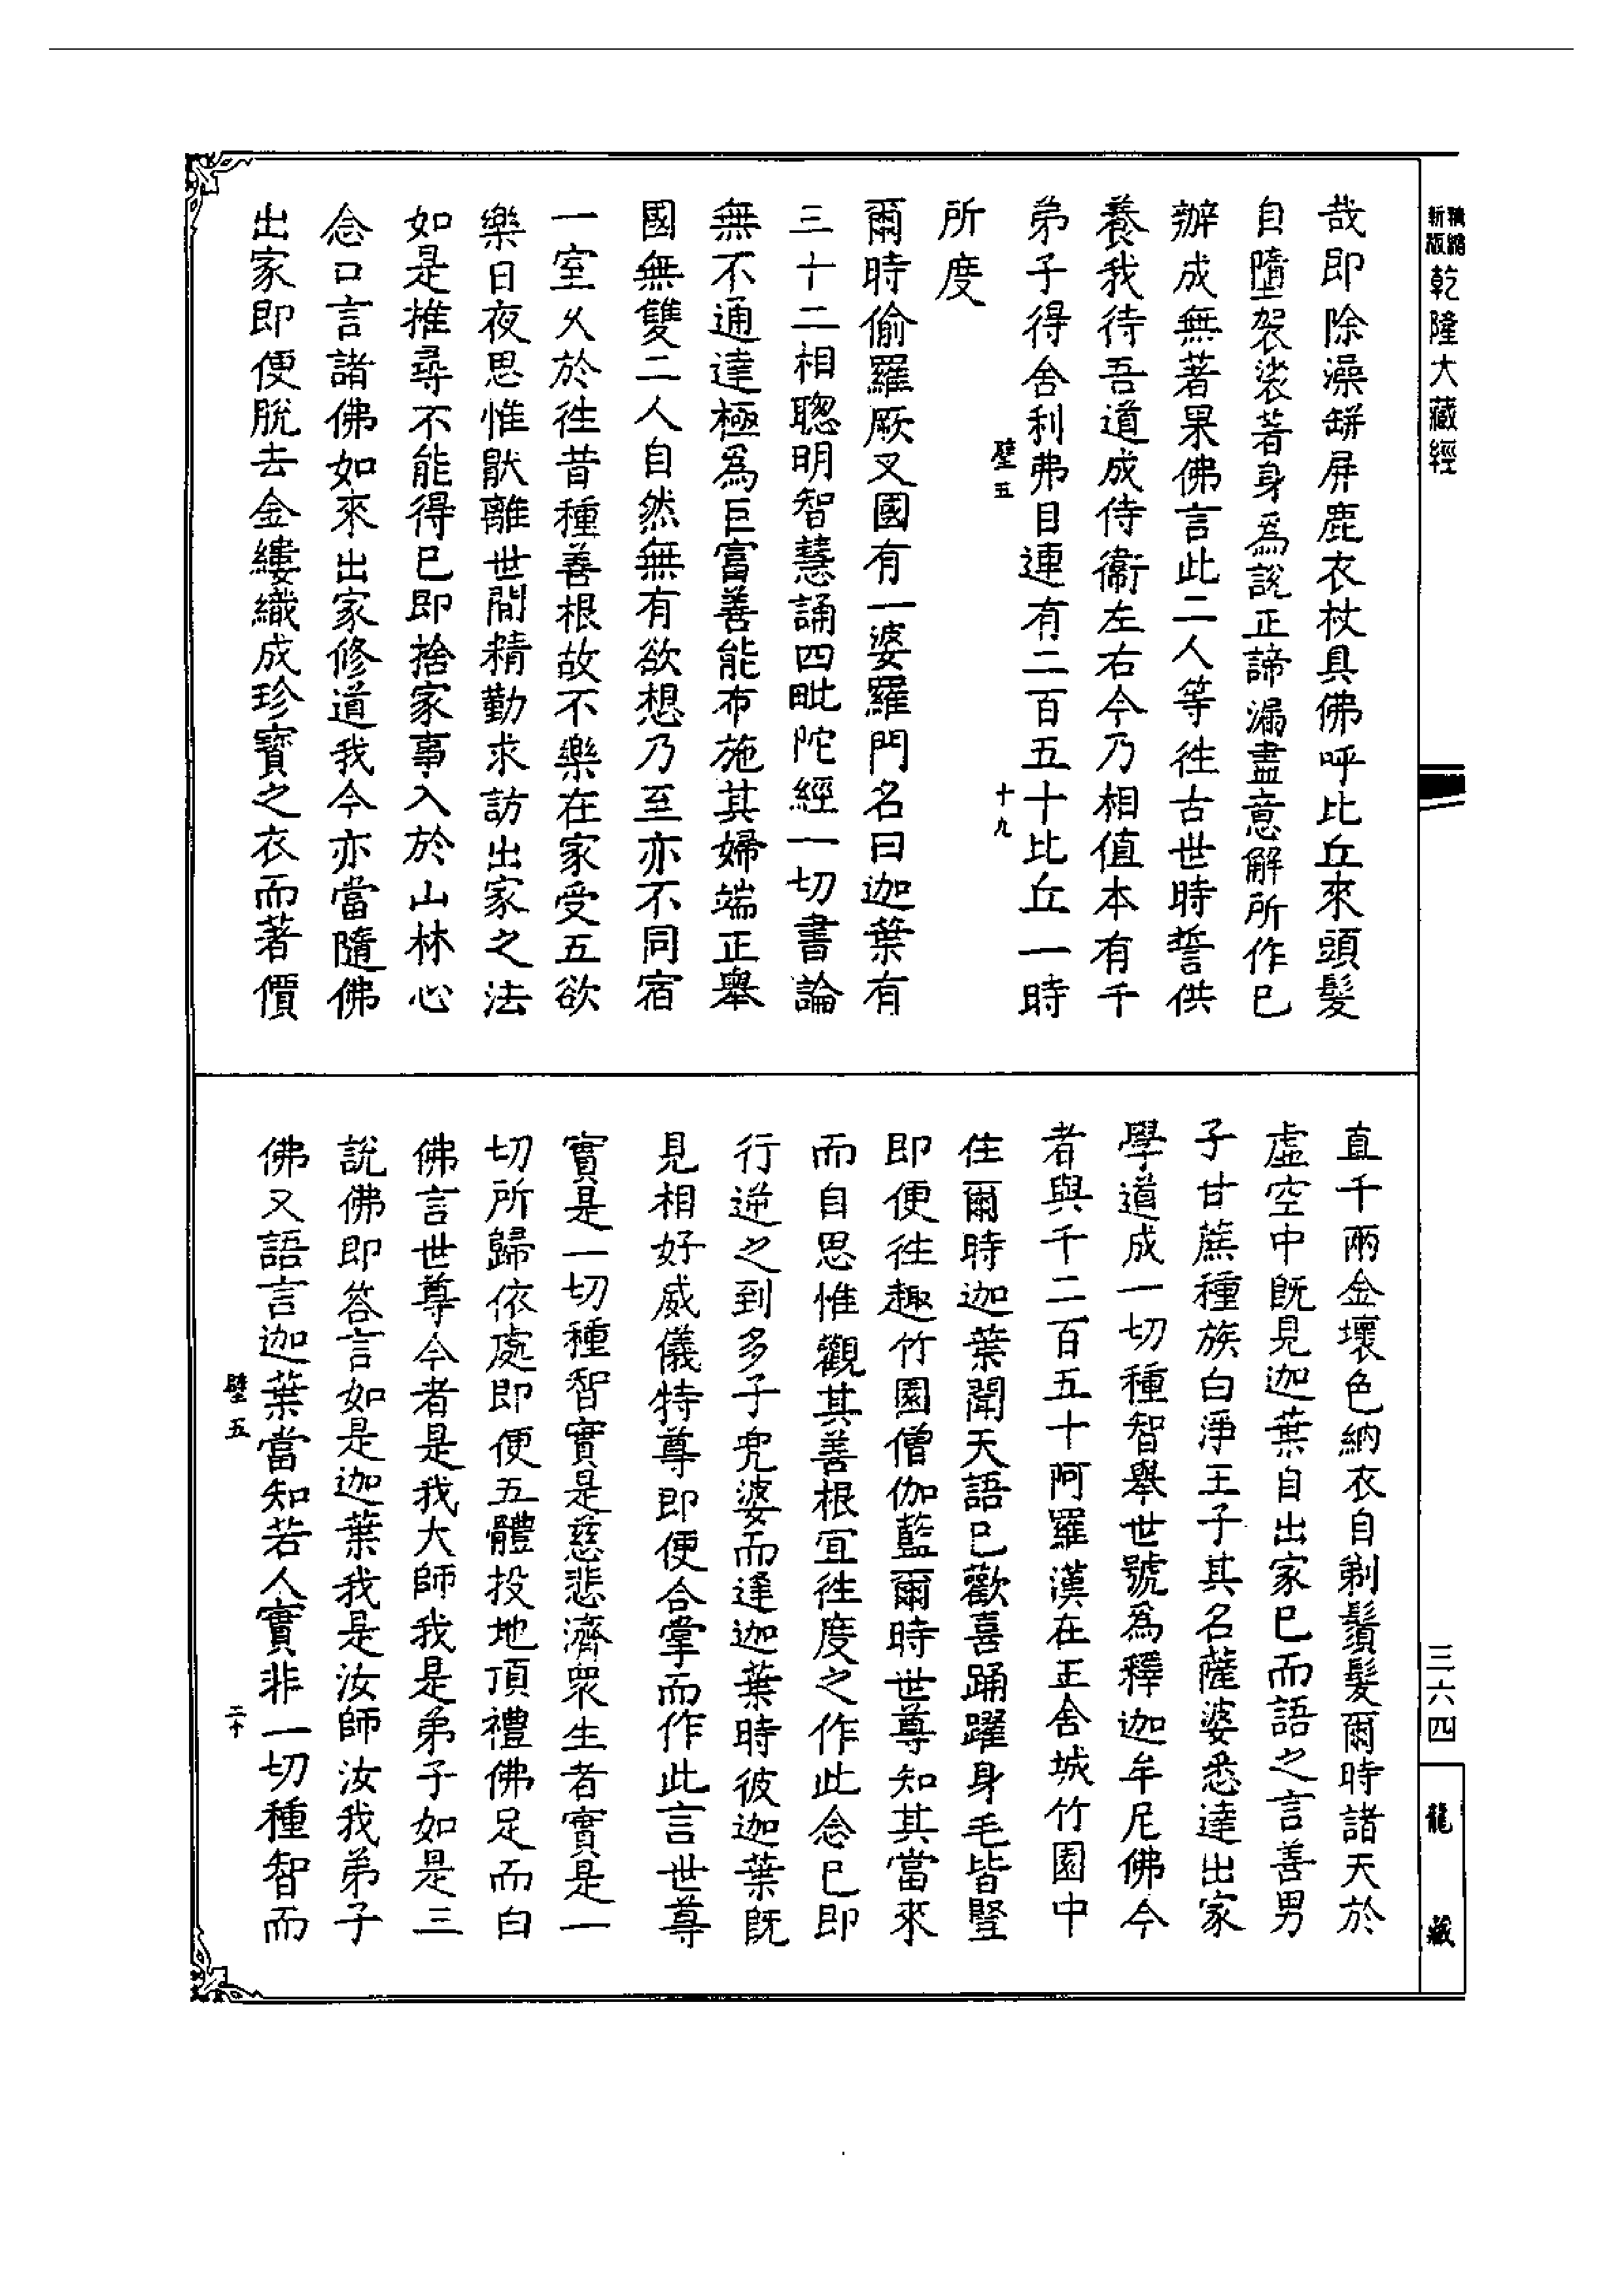 精縮
新版
乾隆大藏經
三六四
龍藏
哉即除澡缾屏鹿衣杖具佛呼比丘來頭髮
自墮袈裟著身為說正諦漏盡意解所作已
辦成無著果佛言此二人等往古世時誓供
養我待吾道成侍衞左右今乃相值本有千
弟子得舍利弗目連有二百五十比丘一時
壁五
十九
所度
爾時偷羅厥叉國有一婆羅門名曰迦葉有
三十二相聰明智慧誦四毗陀經一切書論
無不通達極為巨富善能布施其婦端正舉
國無雙二人自然無有欲想乃至亦不同宿
一室久於往昔種善根故不樂在家受五欲
樂日夜思惟猒離世間精勤求訪出家之法
如是推尋不能得已即捨家事入於山林心
念口言諸佛如來出家修道我今亦當隨佛
出家即便脫去金縷織成珍寶之衣而著價
直千兩金壞色納衣自剃鬚髮爾時諸天於
虛空中既見迦葉自出家已而語之言善男
子甘蔗種族白淨王子其名薩婆悉達出家
學道成一切種智舉世號為釋迦牟尼佛今
者與千二百五十阿羅漢在王舍城竹園中
住爾時迦葉聞天語已歡喜踊躍身毛皆豎
即便往趣竹園僧伽藍爾時世尊知其當來
而自思惟觀其善根宜往度之作此念已即
行逆之到多子兜婆而逢迦葉時彼迦葉既
見相好威儀特尊即便合掌而作此言世尊
實是一切種智實是慈悲濟眾生者實是一
切所歸依處即便五體投地頂禮佛足而白
佛言世尊今者是我大師我是弟子如是三
說佛即答言如是迦葉我是汝師汝我弟子
佛又語言迦葉當知若人實非一切種智而
壁五
二十